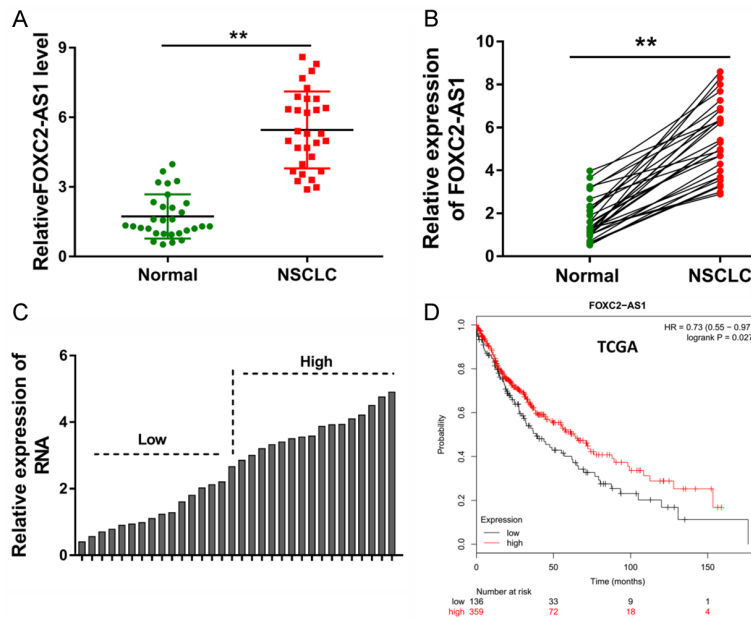 A
RelativeFOXC2-AS1 level
9
6
3
0
**
Normal
NSCLC
B
Relative expression
of FOXC2-AS1
10
8
6
4
2
0
**
Normal
NSCLC
C
Relative expression of
RNA
6
4
2
0
Low
High
D
FOXC2−AS1
HR = 0.73 (0.55 − 0.97
logrank P = 0.027
TCGA
Probability
1.0
0.8
0.6
0.4
0.2
0.0
Expression
low
high
0
50
100
150
Time (months)
Number at risk
low 136 33 9 1
high 359 72 18 4